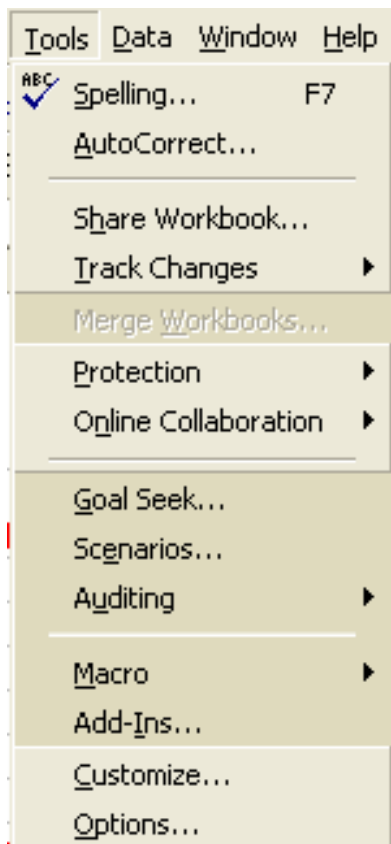 Tools Data Window Help
ABC Spelling... F7
AutoCorrect...
Share Workbook...
Track Changes
Merge Workbooks...
Protection
Online Collaboration
Goal Seek...
Scenarios...
Auditing
Macro
Add-Ins...
Customize...
Options...